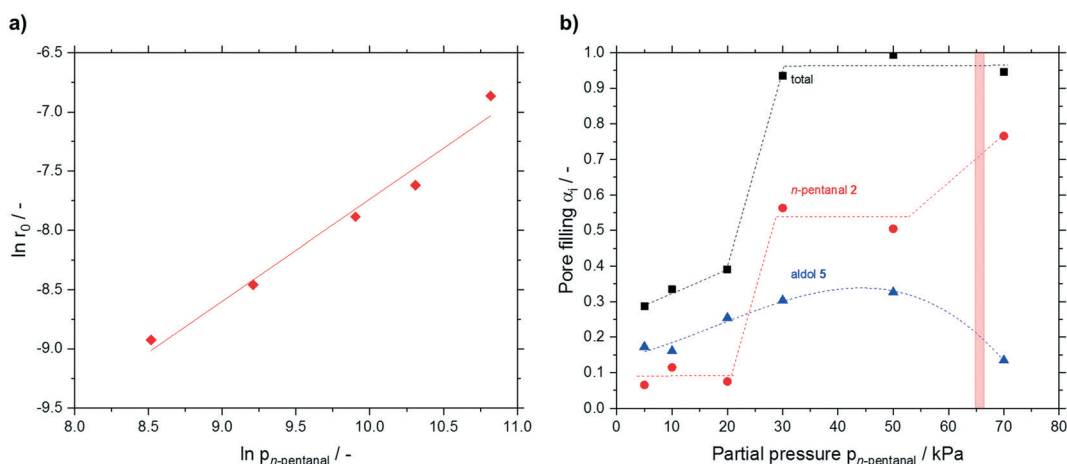 a)
-6.5
-7.0
-7.5
-8.0
-8.5
-9.0
-9.5
ln r₀ / -
8.0 8.5 9.0 9.5 10.0 10.5 11.0
ln pₙ₋pentanal / -
b)
1.0
0.9
0.8
0.7
0.6
0.5
0.4
0.3
0.2
0.1
0.0
Pore filling αᵢ / -
total
n-pentanal 2
aldol 5
0 10 20 30 40 50 60 70 80
Partial pressure pₙ₋pentanal / kPa